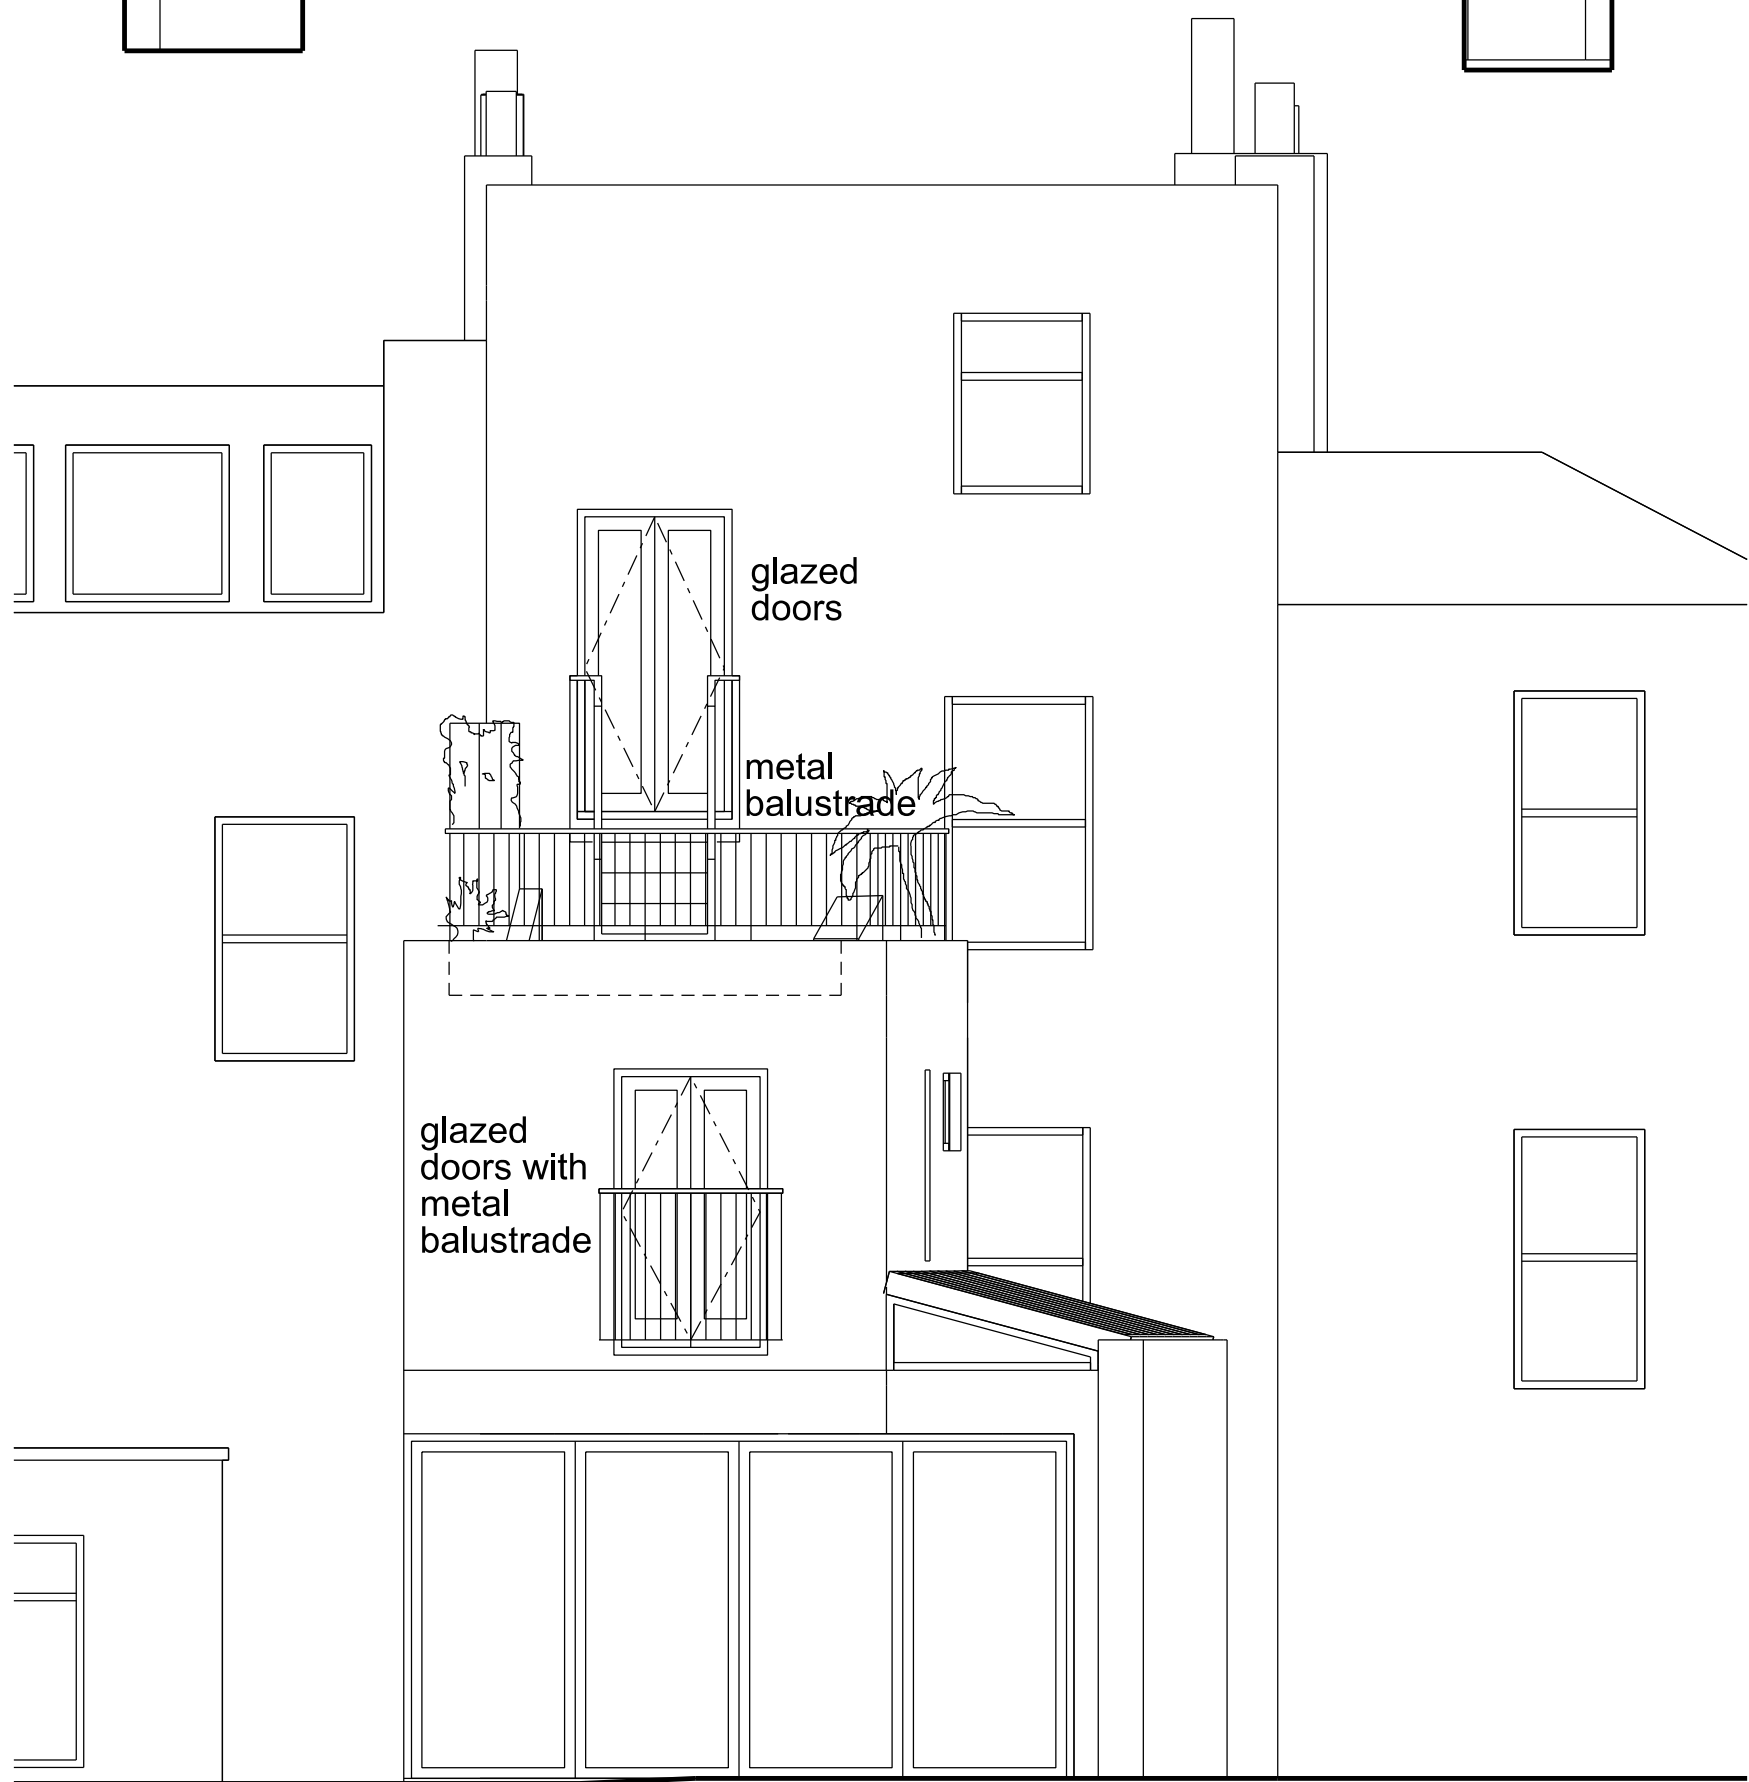 glazed
doors
metal
balustrade
glazed
doors with
metal
balustrade